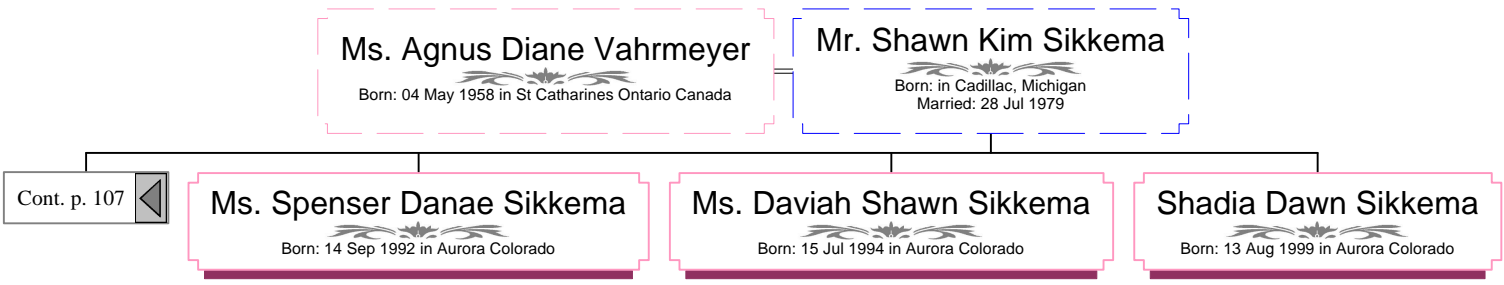 Ms. Agnus Diane Vahrmeyer
Born: 04 May 1958 in St Catharines Ontario Canada
Mr. Shawn Kim Sikkema
Born: in Cadillac, Michigan
Married: 28 Jul 1979
Cont. p. 107
Ms. Spenser Danae Sikkema
Born: 14 Sep 1992 in Aurora Colorado
Ms. Daviah Shawn Sikkema
Born: 15 Jul 1994 in Aurora Colorado
Shadia Dawn Sikkema
Born: 13 Aug 1999 in Aurora Colorado